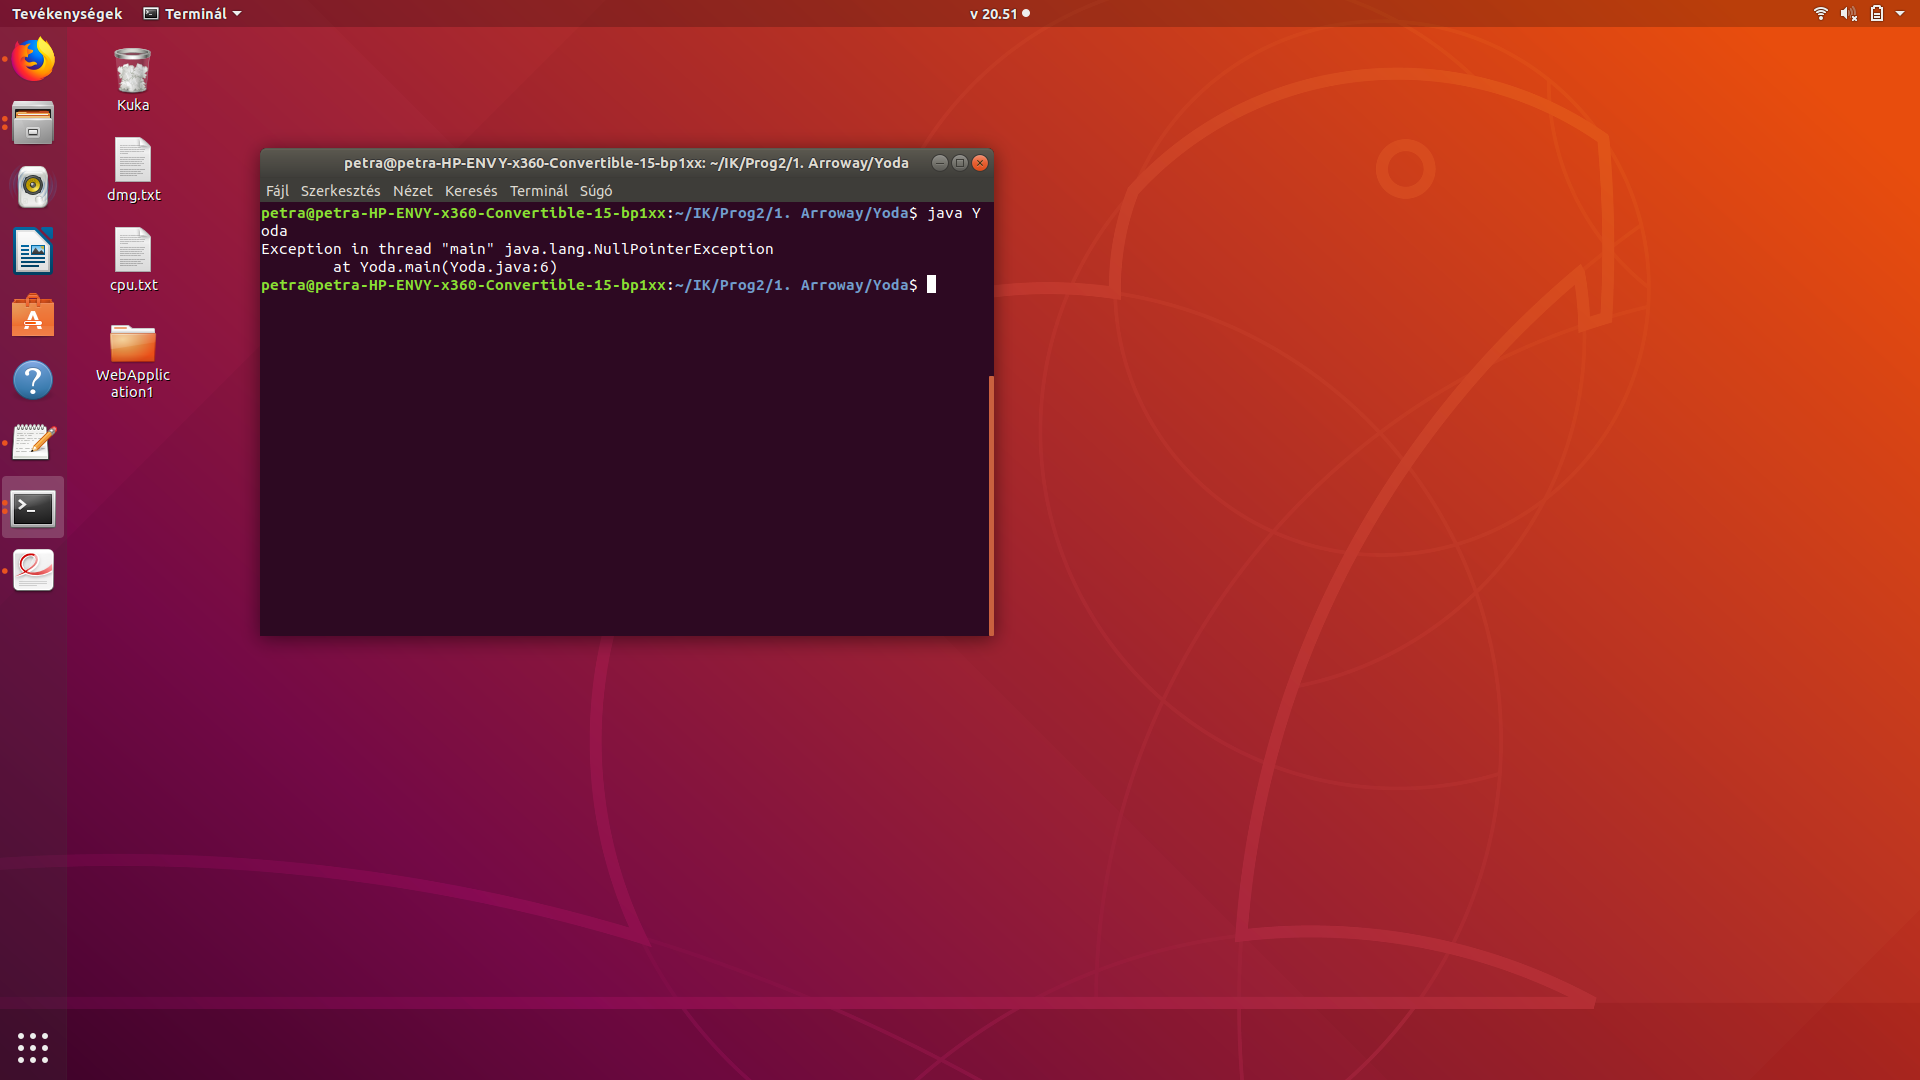 Tevékenységek
Terminál
v 20.51
Kuka
dmg.txt
cpu.txt
WebApplic
ation1
petra@petra-HP-ENVY-x360-Convertible-15-bp1xx: ~/IK/Prog2/1. Arroway/Yoda
Fájl Szerkesztés Nézet Keresés Terminál Súgó
petra@petra-HP-ENVY-x360-Convertible-15-bp1xx:~/IK/Prog2/1. Arroway/Yoda$ java Y
oda
Exception in thread "main" java.lang.NullPointerException
at Yoda.main(Yoda.java:6)
petra@petra-HP-ENVY-x360-Convertible-15-bp1xx:~/IK/Prog2/1. Arroway/Yoda$